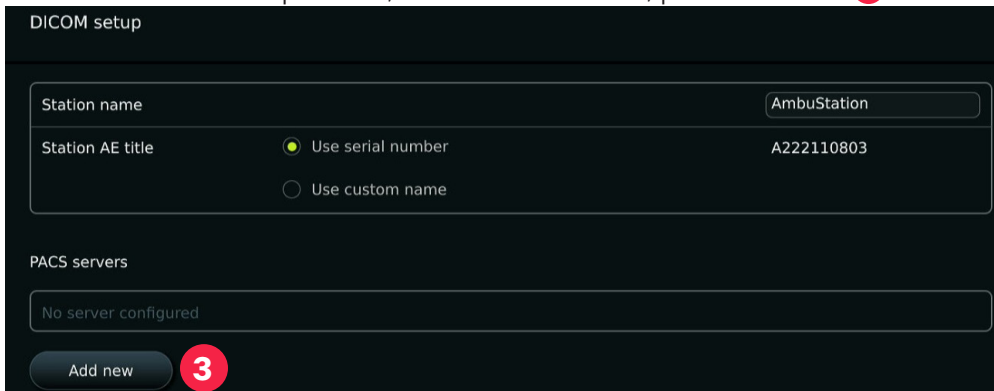 DICOM setup
Station name AmbuStation
Station AE title Use serial number A222110803
Use custom name
PACS servers
No server configured
Add new 3